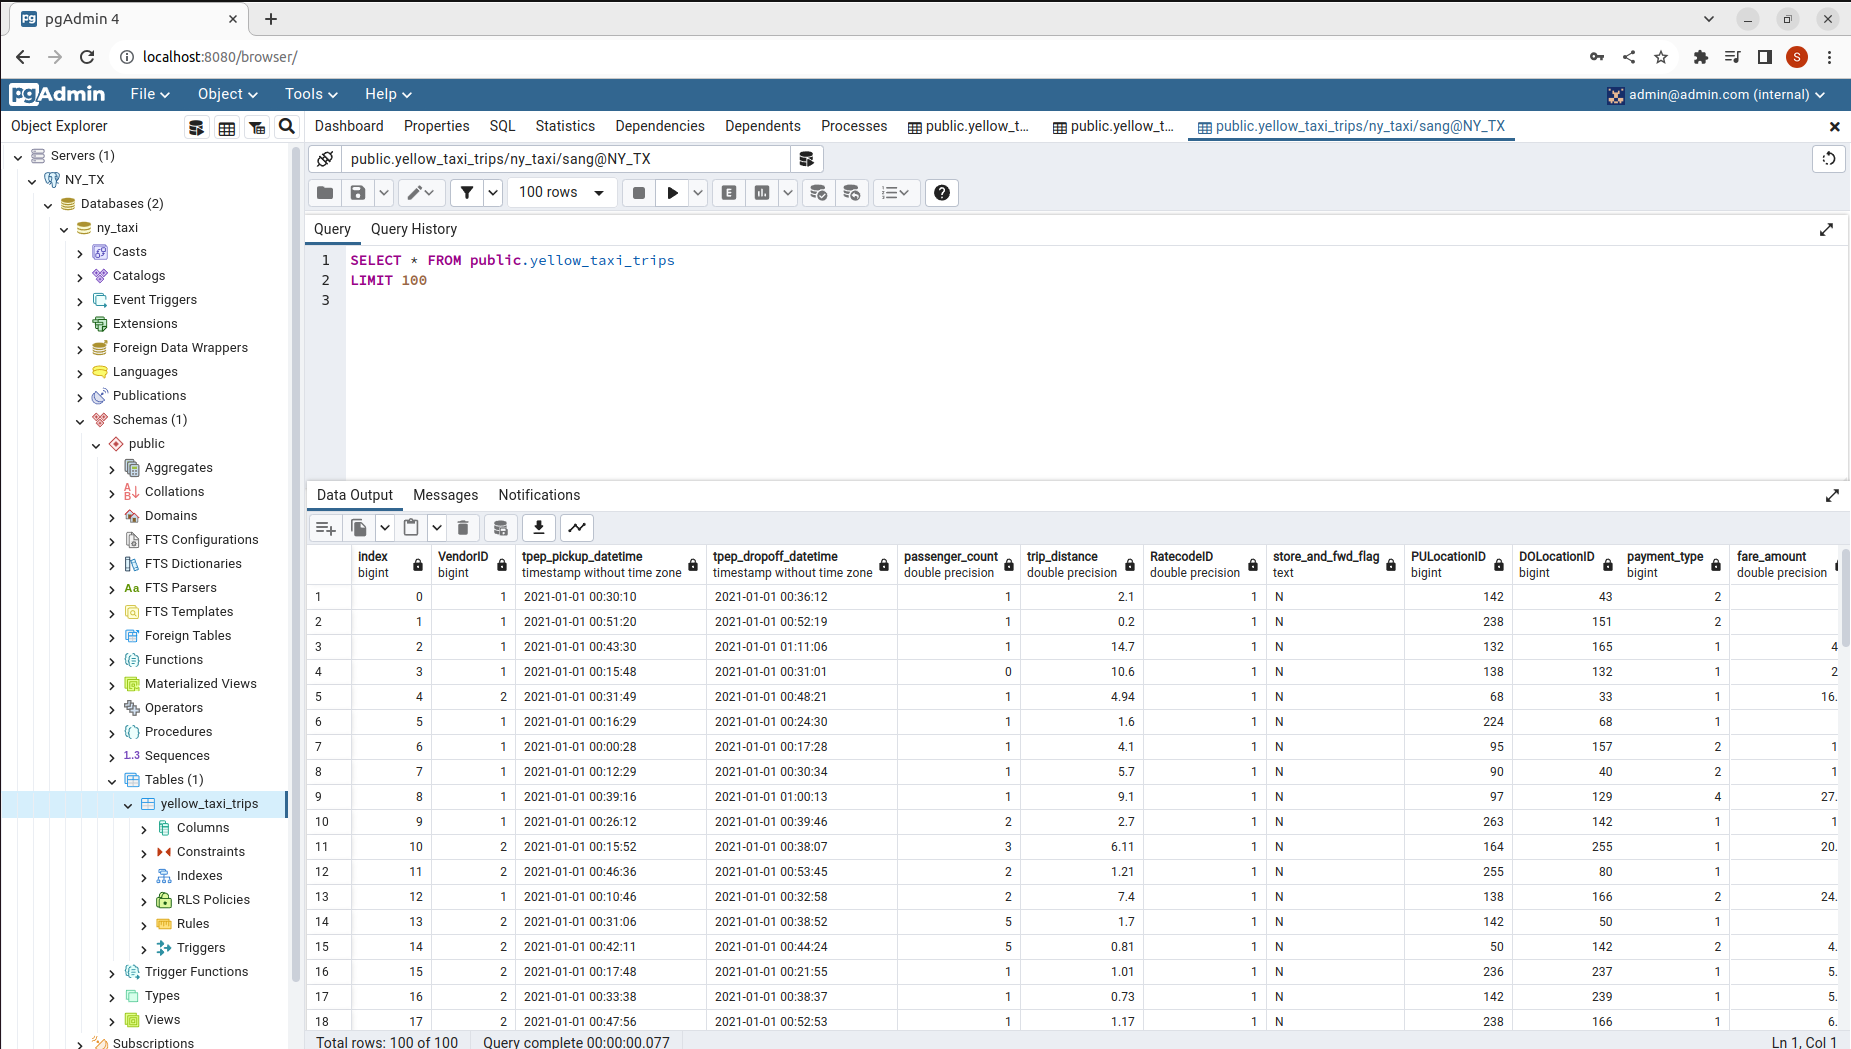 pgAdmin 4
localhost:8080/browser/
S
pgAdmin File Object Tools Help admin@admin.com (internal)
Object Explorer
Dashboard Properties SQL Statistics Dependencies Dependents Processes public.yellow_t... public.yellow_t... public.yellow_taxi_trips/ny_taxi/sang@NY_TX
Servers (1)
NY_TX
Databases (2)
ny_taxi
Casts
Catalogs
Event Triggers
Extensions
Foreign Data Wrappers
Languages
Publications
Schemas (1)
public
Aggregates
Collations
Domains
FTS Configurations
FTS Dictionaries
Aa FTS Parsers
FTS Templates
Foreign Tables
Functions
Materialized Views
Operators
Procedures
1.3 Sequences
Tables (1)
yellow_taxi_trips
Columns
Constraints
Indexes
RLS Policies
Rules
Triggers
Trigger Functions
Types
Views
Subscriptions
public.yellow_taxi_trips/ny_taxi/sang@NY_TX
100 rows
E
Query Query History
1 SELECT * FROM public.yellow_taxi_trips
2 LIMIT 100
3
Data Output Messages Notifications
index VendorID tpep_pickup_datetime tpep_dropoff_datetime passenger_count trip_distance RatecodeID store_and_fwd_flag PULocationID DOLocationID payment_type fare_amount
bigint bigint timestamp without time zone timestamp without time zone double precision double precision double precision text bigint bigint bigint double precision
1 0 1 2021-01-01 00:30:10 2021-01-01 00:36:12 1 2.1 1 N 142 43 2
2 1 1 2021-01-01 00:51:20 2021-01-01 00:52:19 1 0.2 1 N 238 151 2
3 2 1 2021-01-01 00:43:30 2021-01-01 01:11:06 1 14.7 1 N 132 165 1 4
4 3 1 2021-01-01 00:15:48 2021-01-01 00:31:01 0 10.6 1 N 138 132 1 2
5 4 2 2021-01-01 00:31:49 2021-01-01 00:48:21 1 4.94 1 N 68 33 1 16.
6 5 1 2021-01-01 00:16:29 2021-01-01 00:24:30 1 1.6 1 N 224 68 1
7 6 1 2021-01-01 00:00:28 2021-01-01 00:17:28 1 4.1 1 N 95 157 2 1
8 7 1 2021-01-01 00:12:29 2021-01-01 00:30:34 1 5.7 1 N 90 40 2 1
9 8 1 2021-01-01 00:39:16 2021-01-01 01:00:13 1 9.1 1 N 97 129 4 27.
10 9 1 2021-01-01 00:26:12 2021-01-01 00:39:46 2 2.7 1 N 263 142 1 1
11 10 2 2021-01-01 00:15:52 2021-01-01 00:38:07 3 6.11 1 N 164 255 1 20.
12 11 2 2021-01-01 00:46:36 2021-01-01 00:53:45 2 1.21 1 N 255 80 1
13 12 1 2021-01-01 00:10:46 2021-01-01 00:32:58 2 7.4 1 N 138 166 2 24.
14 13 2 2021-01-01 00:31:06 2021-01-01 00:38:52 5 1.7 1 N 142 50 1
15 14 2 2021-01-01 00:42:11 2021-01-01 00:44:24 5 0.81 1 N 50 142 2 4.
16 15 2 2021-01-01 00:17:48 2021-01-01 00:21:55 1 1.01 1 N 236 237 1 5.
17 16 2 2021-01-01 00:33:38 2021-01-01 00:38:37 1 0.73 1 N 142 239 1 5.
18 17 2 2021-01-01 00:47:56 2021-01-01 00:52:53 1 1.17 1 N 238 166 1 6.
Total rows: 100 of 100 Query complete 00:00:00.077 Ln 1, Col 1